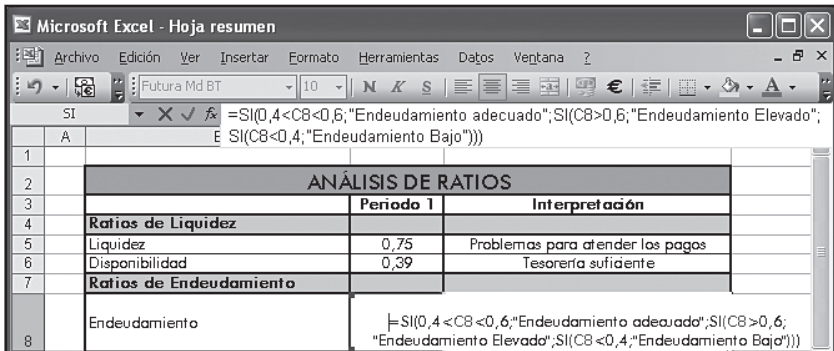 Microsoft Excel - Hoja resumen
Archivo Edición Ver Insertar Formato Herramientas Datos Ventana ?
Futura Md BT 10 N K S € A
SI fx =SI(0,4<C8<0,6;"Endeudamiento adecuado";SI(C8>0,6;"Endeudamiento Elevado";
A E SI(C8<0,4;"Endeudamiento Bajo")))
1
2 ANÁLISIS DE RATIOS
3 Periodo 1 Interpretación
4 Ratios de Liquidez
5 Liquidez 0,75 Problemas para atender los pagos
6 Disponibilidad 0,39 Tesorería suficiente
7 Ratios de Endeudamiento
Endeudamiento =SI(0,4<C8<0,6;"Endeudamiento adecuado";SI(C8>0,6;
8 "Endeudamiento Elevado";SI(C8<0,4;"Endeudamiento Bajo")))